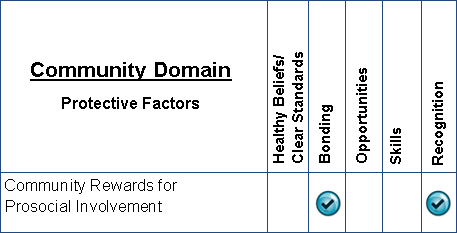 Community Domain
Protective Factors
Healthy Beliefs/
Clear Standards
Bonding
Opportunities
Skills
Recognition
Community Rewards for
Prosocial Involvement